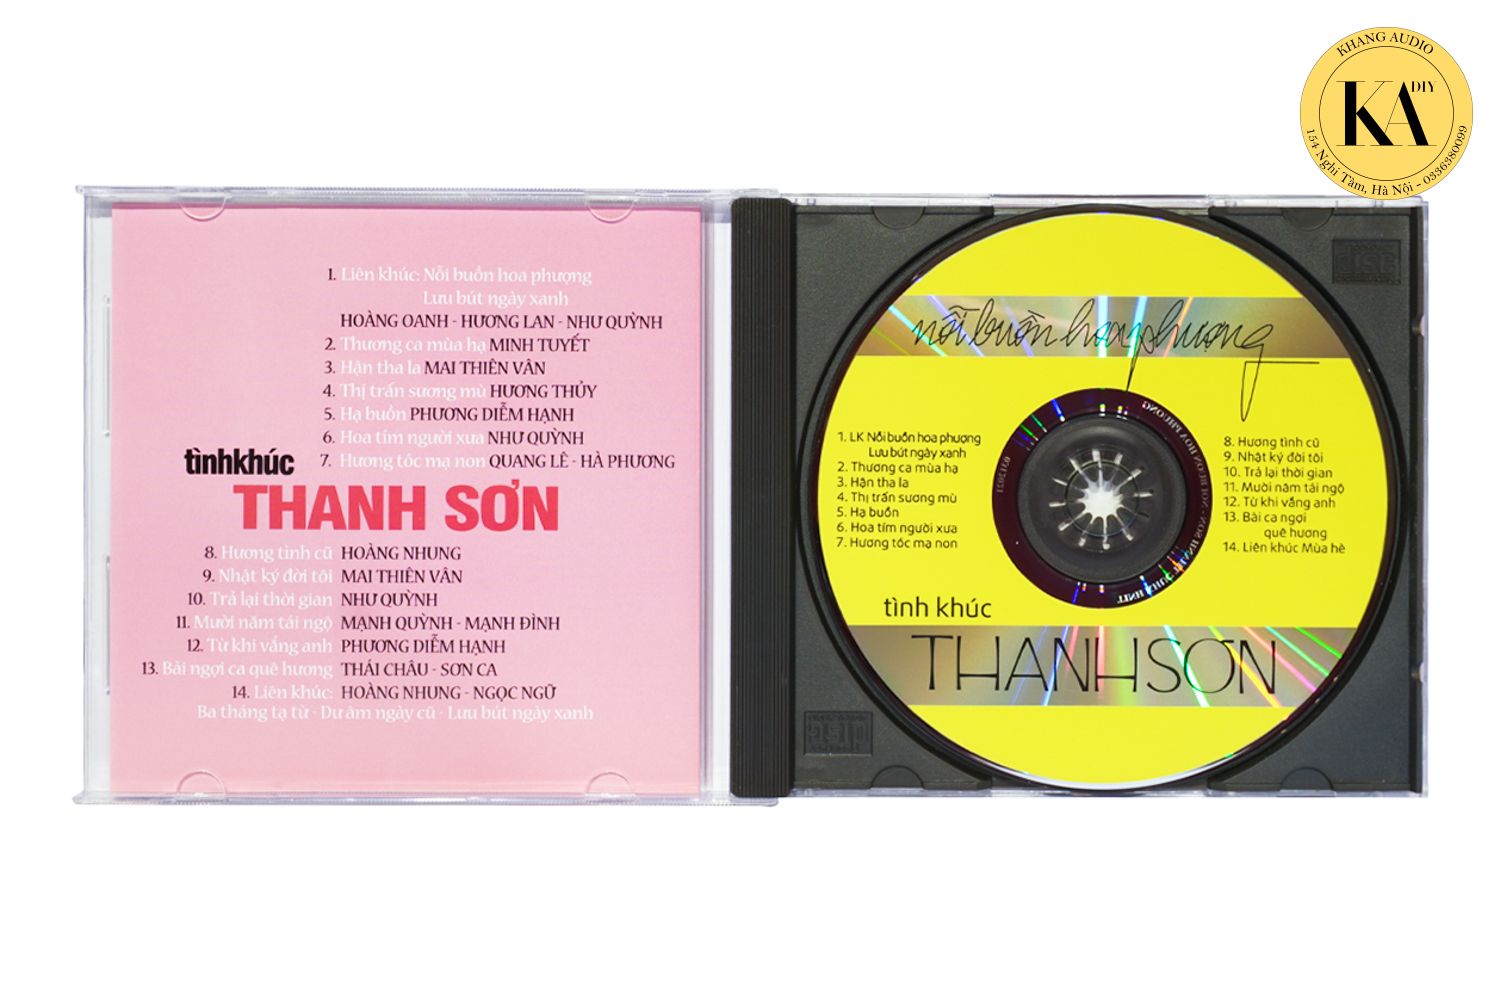 KHANG AUDIO
KA DIY
154 Nghi Tàm, Hà Nội - 0336380099
1. Liên khúc: Nỗi buồn hoa phượng
Lưu bút ngày xanh
HOÀNG OANH - HƯƠNG LAN - NHƯ QUỲNH
2. Thương ca mùa hạ MINH TUYẾT
3. Hận tha la MAI THIÊN VÂN
4. Thị trấn sương mù HƯƠNG THỦY
5. Hạ buồn PHƯƠNG DIỄM HẠNH
6. Hoa tím người xưa NHƯ QUỲNH
7. Hương tóc mạ non QUANG LÊ - HÀ PHƯƠNG
tìnhkhúc
THANH SƠN
8. Hương tình cũ HOÀNG NHUNG
9. Nhật ký đời tôi MAI THIÊN VÂN
10. Trả lại thời gian NHƯ QUỲNH
11. Mười năm tái ngộ MẠNH QUỲNH - MẠNH ĐÌNH
12. Từ khi vắng anh PHƯƠNG DIỄM HẠNH
13. Bài ngợi ca quê hương THÁI CHÂU - SƠN CA
14. Liên khúc: HOÀNG NHUNG - NGỌC NGỮ
Ba tháng tạ từ - Dư âm ngày cũ - Lưu bút ngày xanh
nỗi buồn hoa phượng
1. LK Nỗi buồn hoa phượng
Lưu bút ngày xanh
2. Thương ca mùa hạ
3. Hận tha la
4. Thị trấn sương mù
5. Hạ buồn
6. Hoa tím người xưa
7. Hương tóc mạ non
8. Hương tình cũ
9. Nhật ký đời tôi
10. Trả lại thời gian
11. Mười năm tái ngộ
12. Từ khi vắng anh
13. Bài ca ngợi
quê hương
14. Liên khúc Mùa hè
tình khúc
THANH SƠN